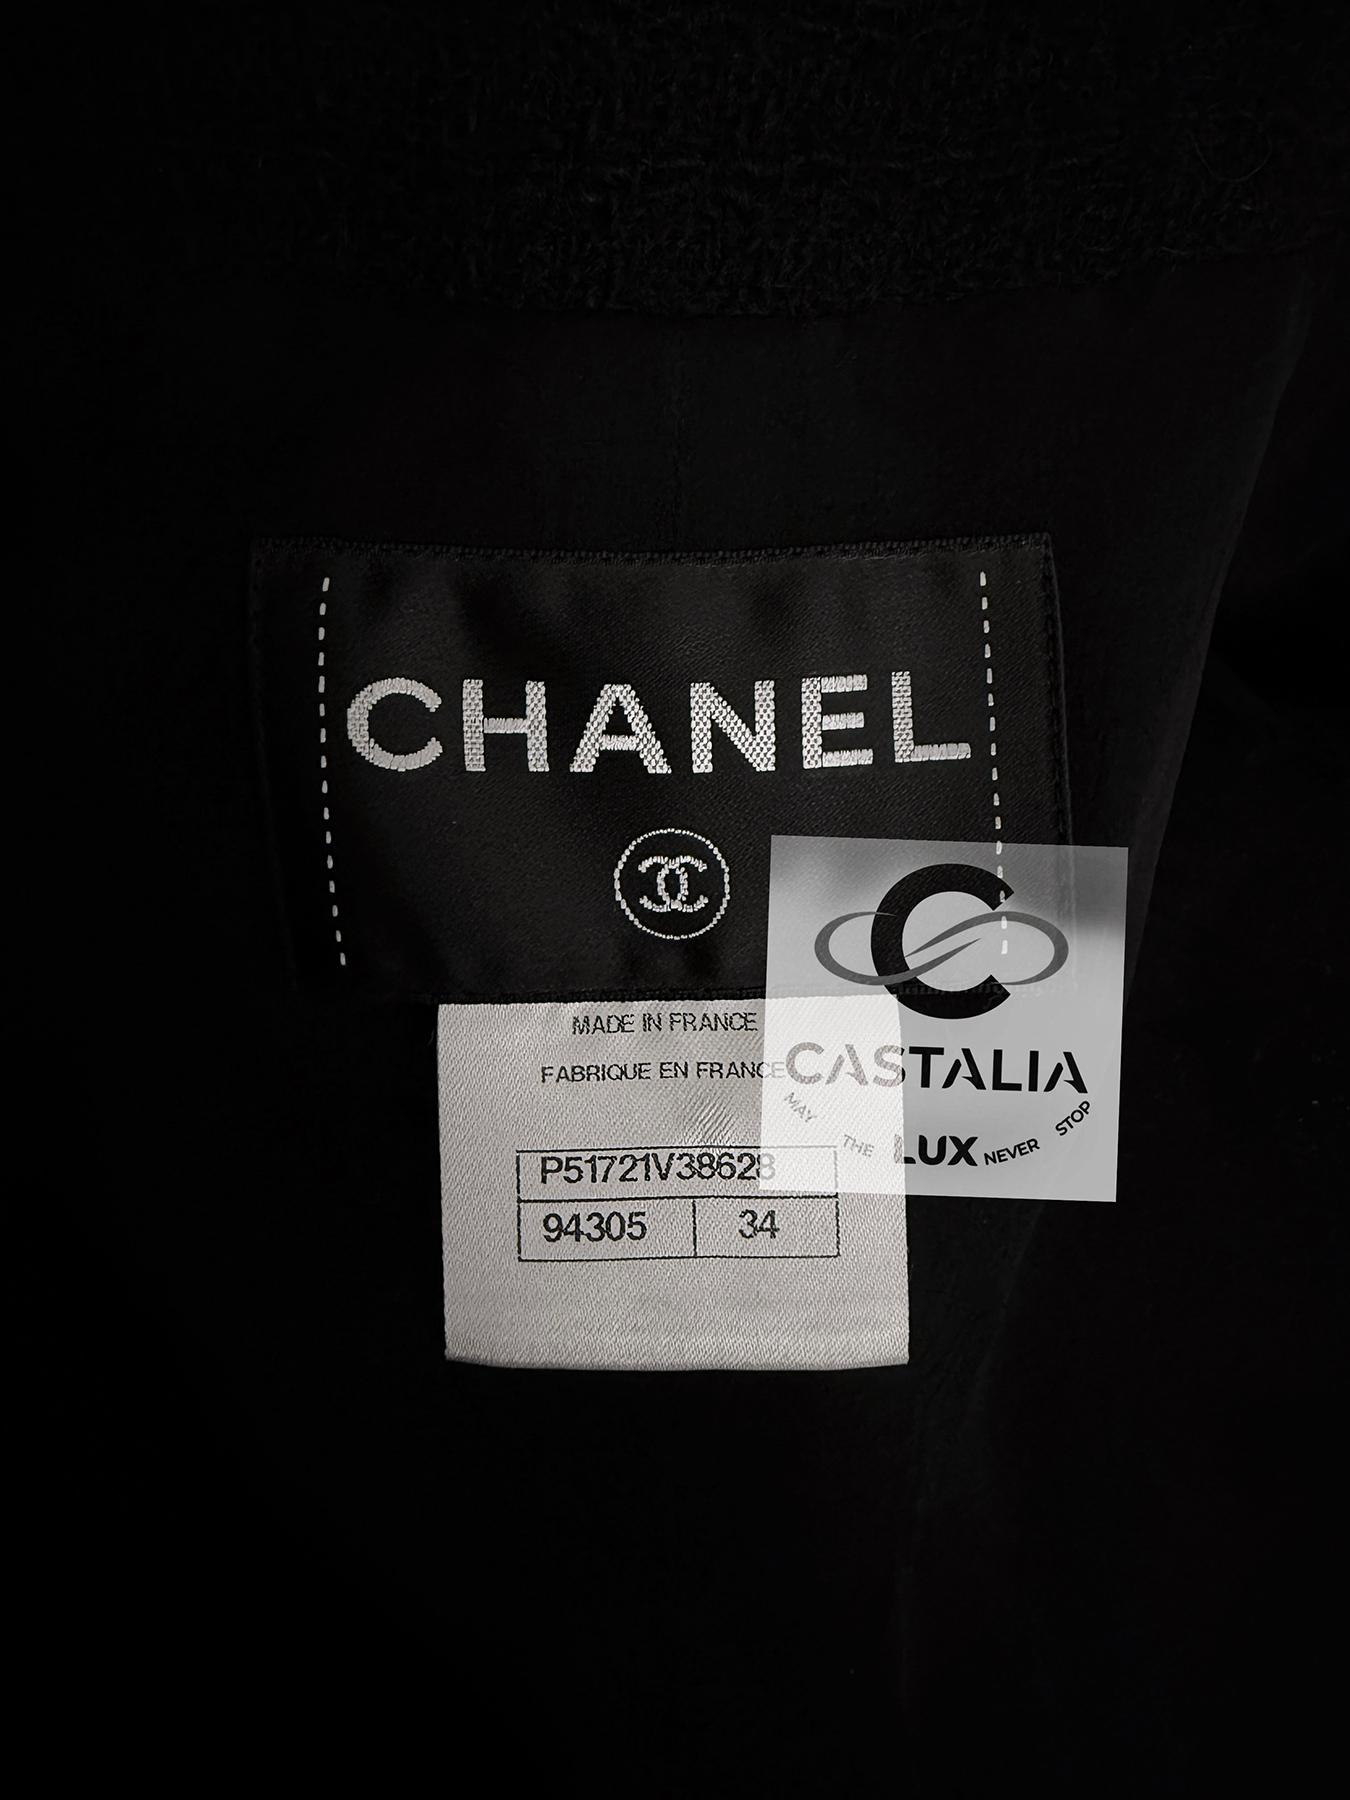 CHANEL
MADE IN FRANCE
FABRIQUE EN FRANCE
P51721V38628
94305 34
CASTALIA
MAY THE LUX NEVER STOP